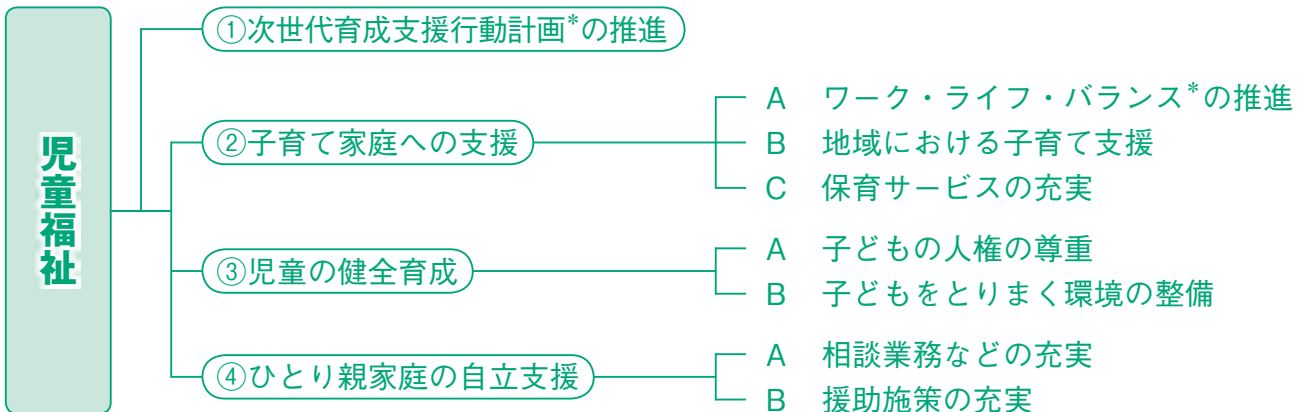 児童福祉
①次世代育成支援行動計画*の推進
②子育て家庭への支援
A ワーク・ライフ・バランス*の推進
B 地域における子育て支援
C 保育サービスの充実
③児童の健全育成
A 子どもの人権の尊重
B 子どもをとりまく環境の整備
④ひとり親家庭の自立支援
A 相談業務などの充実
B 援助施策の充実